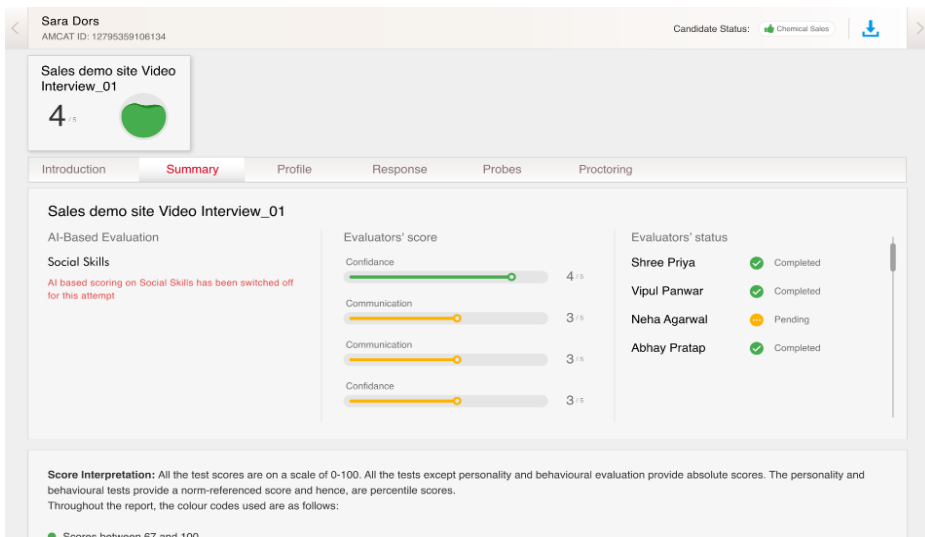 Sara Dors
AMCAT ID: 12795359106134
Candidate Status:
Chemical Sales
Sales demo site Video
Interview_01
4 / 5
Introduction
Summary
Profile
Response
Probes
Proctoring
Sales demo site Video Interview_01
AI-Based Evaluation
Social Skills
AI based scoring on Social Skills has been switched off
for this attempt
Evaluators' score
Confidance
4 / 5
Communication
3 / 5
Communication
3 / 5
Confidance
3 / 5
Evaluators' status
Shree Priya Completed
Vipul Panwar Completed
Neha Agarwal Pending
Abhay Pratap Completed
Score Interpretation: All the test scores are on a scale of 0-100. All the tests except personality and behavioural evaluation provide absolute scores. The personality and
behavioural tests provide a norm-referenced score and hence, are percentile scores.
Throughout the report, the colour codes used are as follows:
Scores between 67 and 100